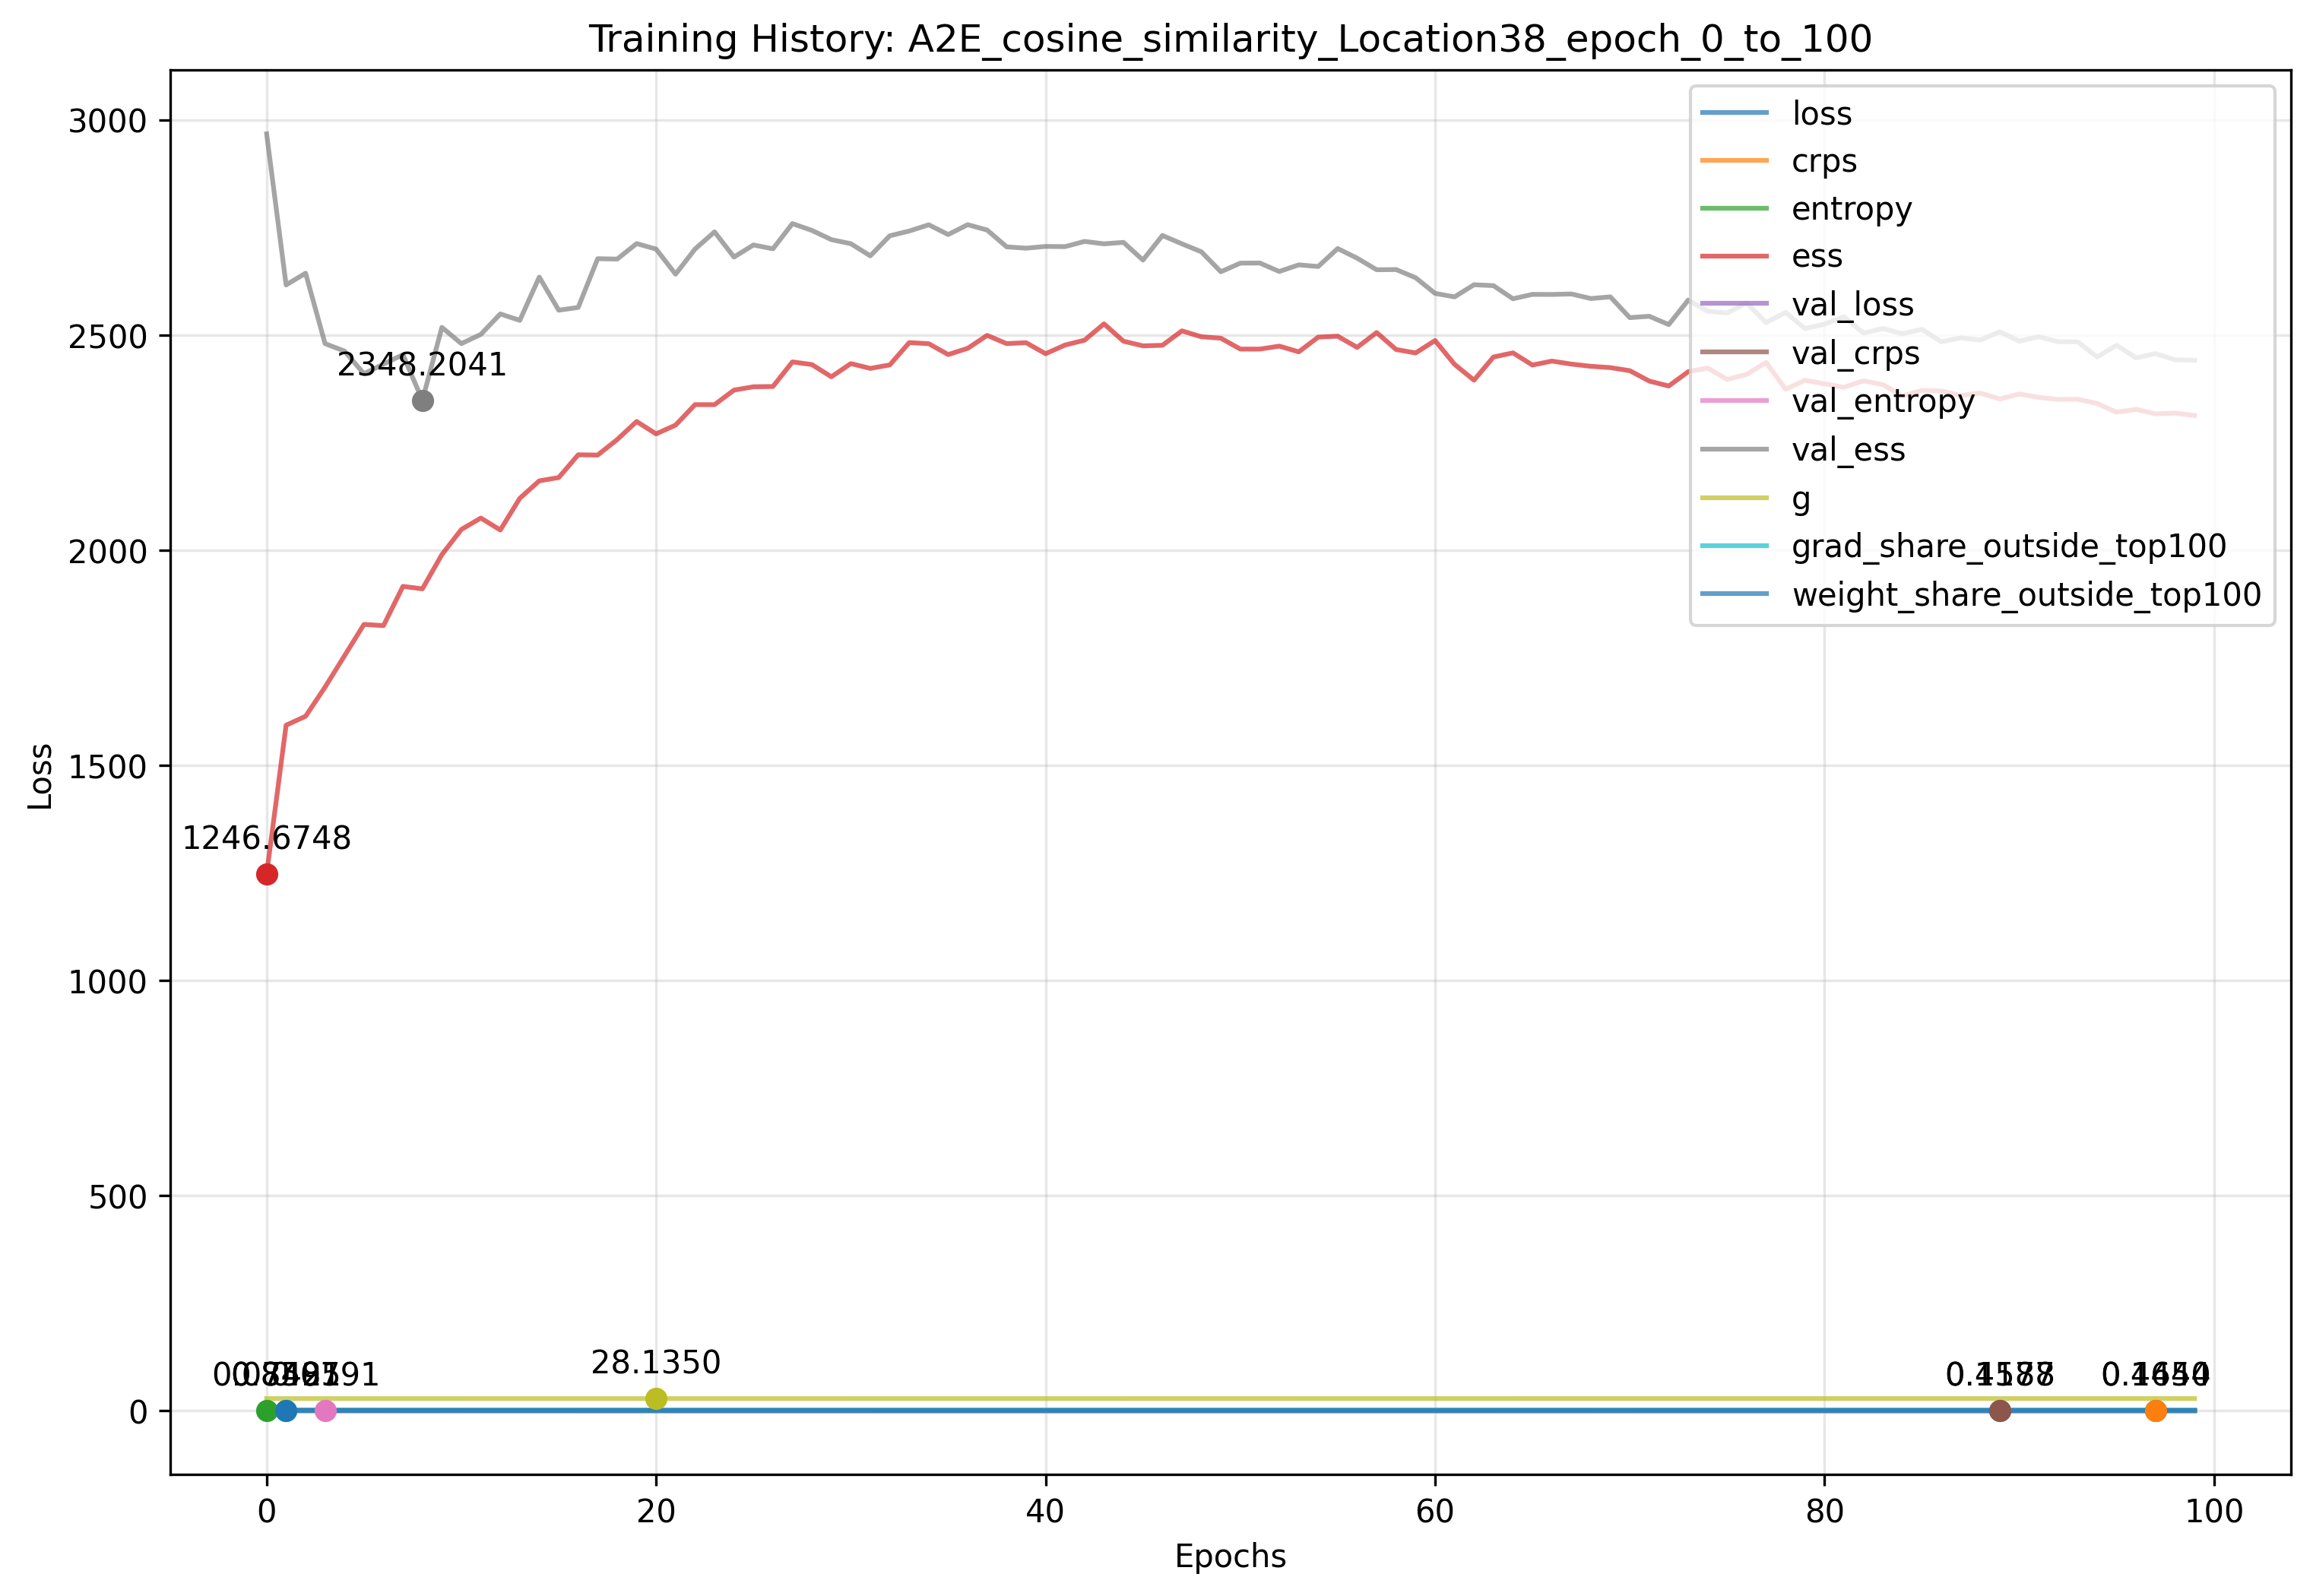 Training History: A2E_cosine_similarity_Location38_epoch_0_to_100
3000
2500
2000
1500
1000
500
0
Loss
2348.2041
1246.6748
28.1350
loss
crps
entropy
ess
val_loss
val_crps
val_entropy
val_ess
g
grad_share_outside_top100
weight_share_outside_top100
0
20
40
60
80
100
Epochs